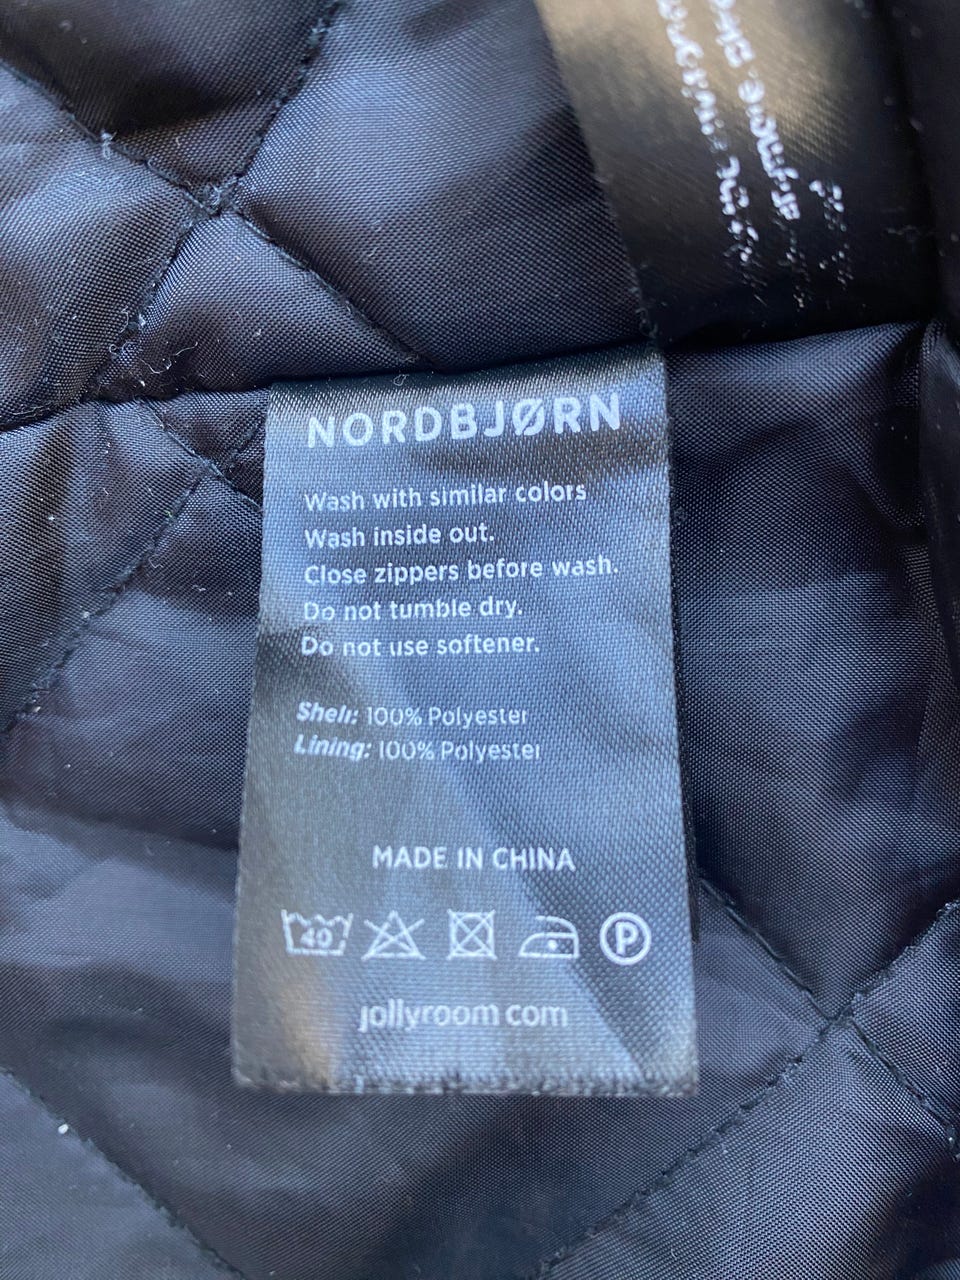 NORDBJØRN
Wash with similar colors
Wash inside out.
Close zippers before wash.
Do not tumble dry.
Do not use softener.
Shell: 100% Polyester
Lining: 100% Polyester
MADE IN CHINA
40 P
jollyroom com